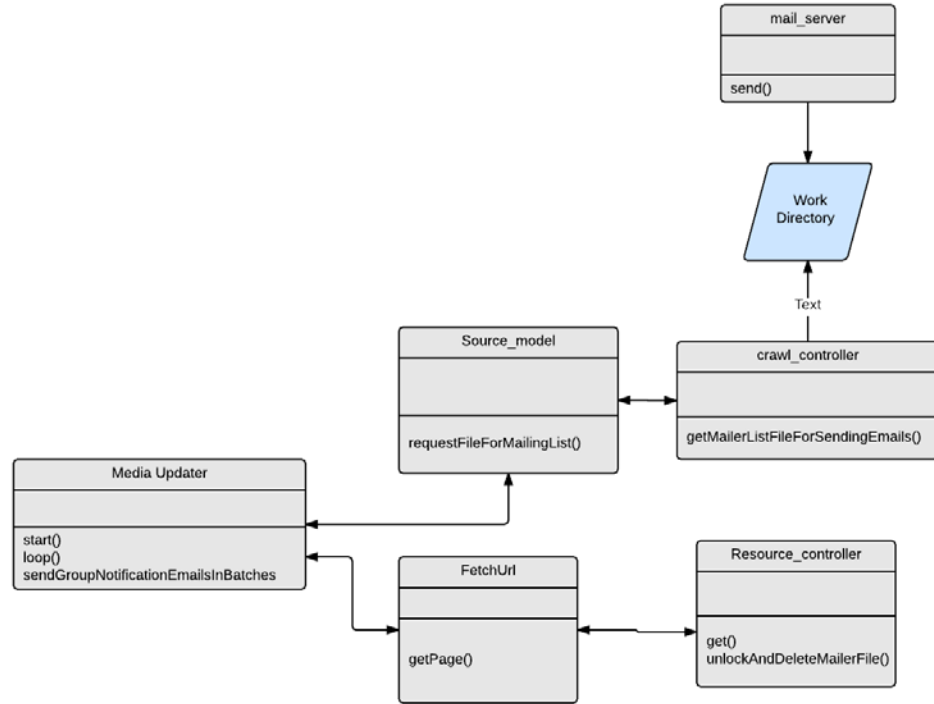 mail_server
send()
Work
Directory
Text
Source_model
requestFileForMailingList()
crawl_controller
getMailerListFileForSendingEmails()
Media Updater
start()
loop()
sendGroupNotificationEmailsInBatches
FetchUrl
getPage()
Resource_controller
get()
unlockAndDeleteMailerFile()